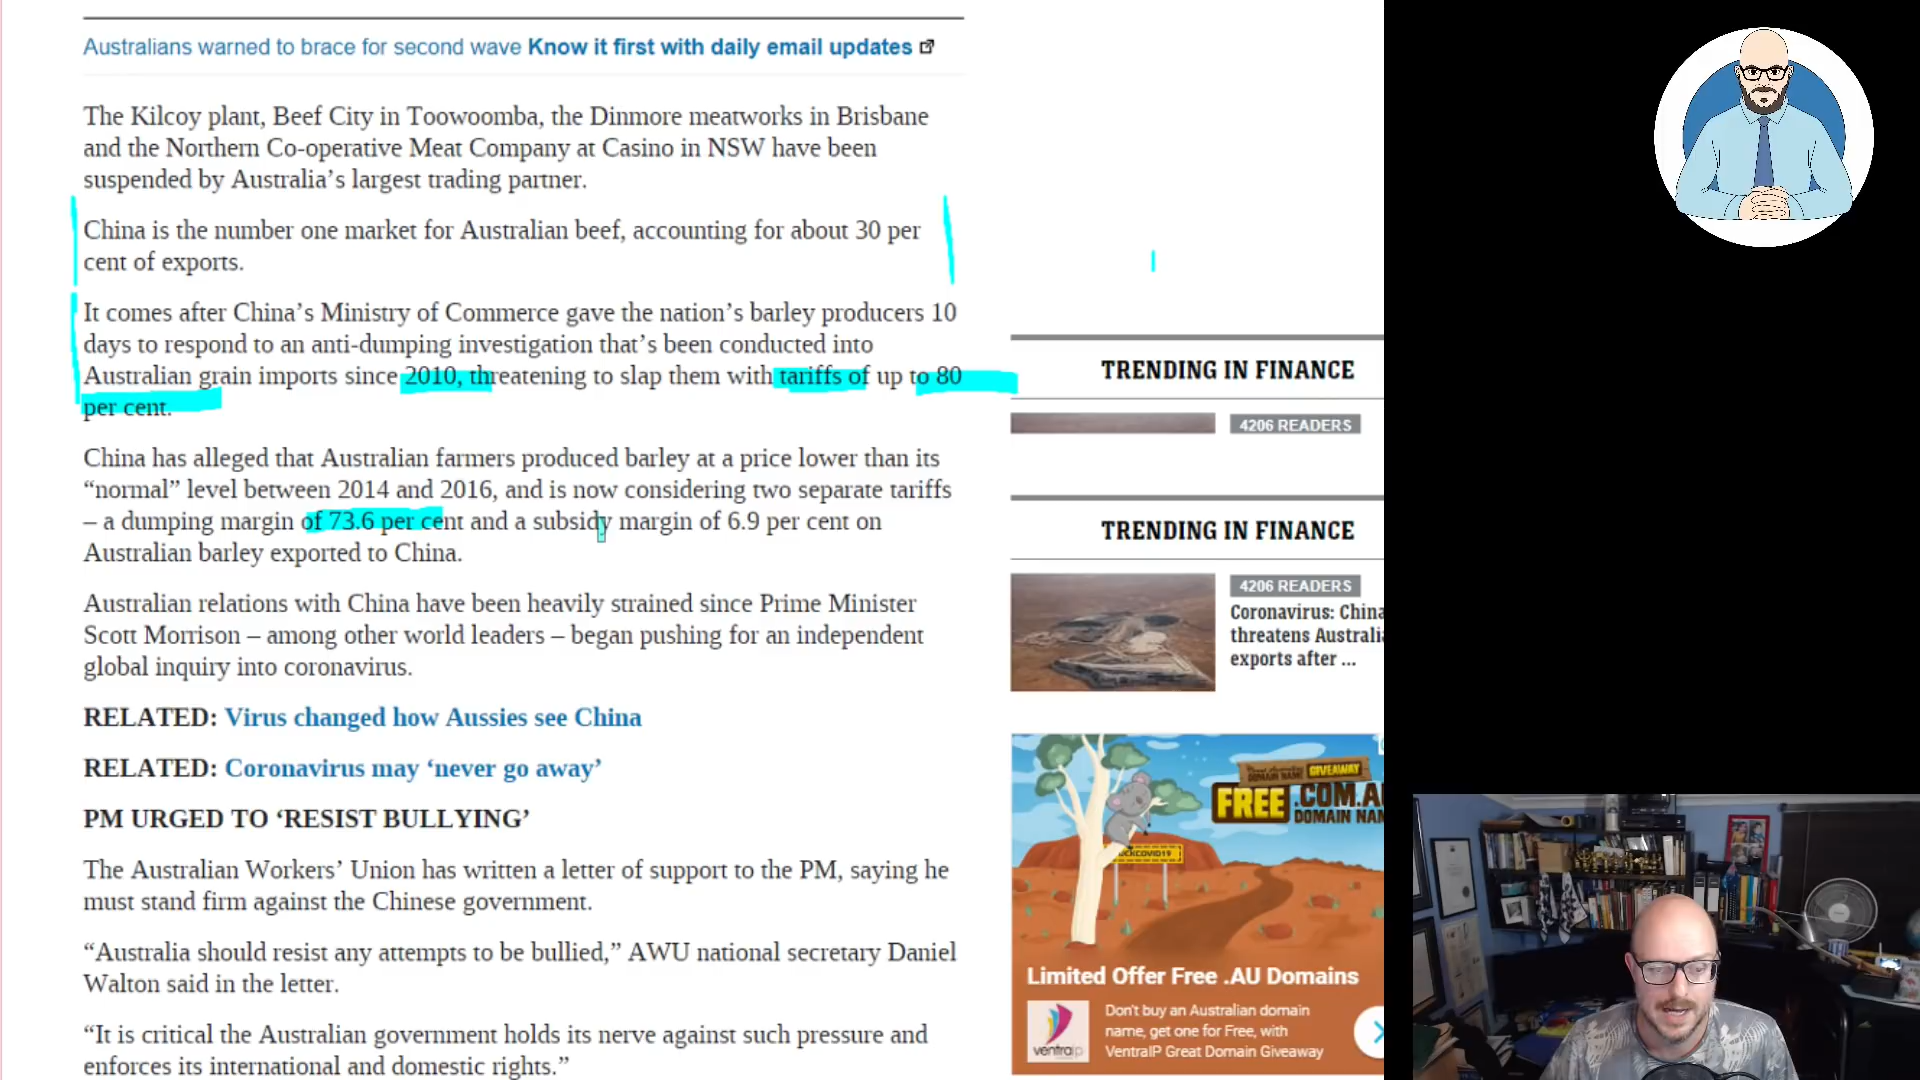 Australians warned to brace for second wave Know it first with daily email updates
The Kilcoy plant, Beef City in Toowoomba, the Dinmore meatworks in Brisbane
and the Northern Co-operative Meat Company at Casino in NSW have been
suspended by Australia’s largest trading partner.
China is the number one market for Australian beef, accounting for about 30 per
cent of exports.
It comes after China’s Ministry of Commerce gave the nation’s barley producers 10
days to respond to an anti-dumping investigation that’s been conducted into
Australian grain imports since 2010, threatening to slap them with tariffs of up to 80
per cent.
China has alleged that Australian farmers produced barley at a price lower than its
“normal” level between 2014 and 2016, and is now considering two separate tariffs
– a dumping margin of 73.6 per cent and a subsidy margin of 6.9 per cent on
Australian barley exported to China.
Australian relations with China have been heavily strained since Prime Minister
Scott Morrison – among other world leaders – began pushing for an independent
global inquiry into coronavirus.
RELATED: Virus changed how Aussies see China
RELATED: Coronavirus may ‘never go away’
PM URGED TO ‘RESIST BULLYING’
The Australian Workers’ Union has written a letter of support to the PM, saying he
must stand firm against the Chinese government.
“Australia should resist any attempts to be bullied,” AWU national secretary Daniel
Walton said in the letter.
“It is critical the Australian government holds its nerve against such pressure and
enforces its international and domestic rights.”
TRENDING IN FINANCE
4206 READERS
TRENDING IN FINANCE
4206 READERS
Coronavirus: China
threatens Australia
exports after ...
GIVEAWAY
FREE .COM.A
DOMAIN NAM
Limited Offer Free .AU Domains
Don't buy an Australian domain
name, get one for Free, with
VentraIP Great Domain Giveaway
ventraip